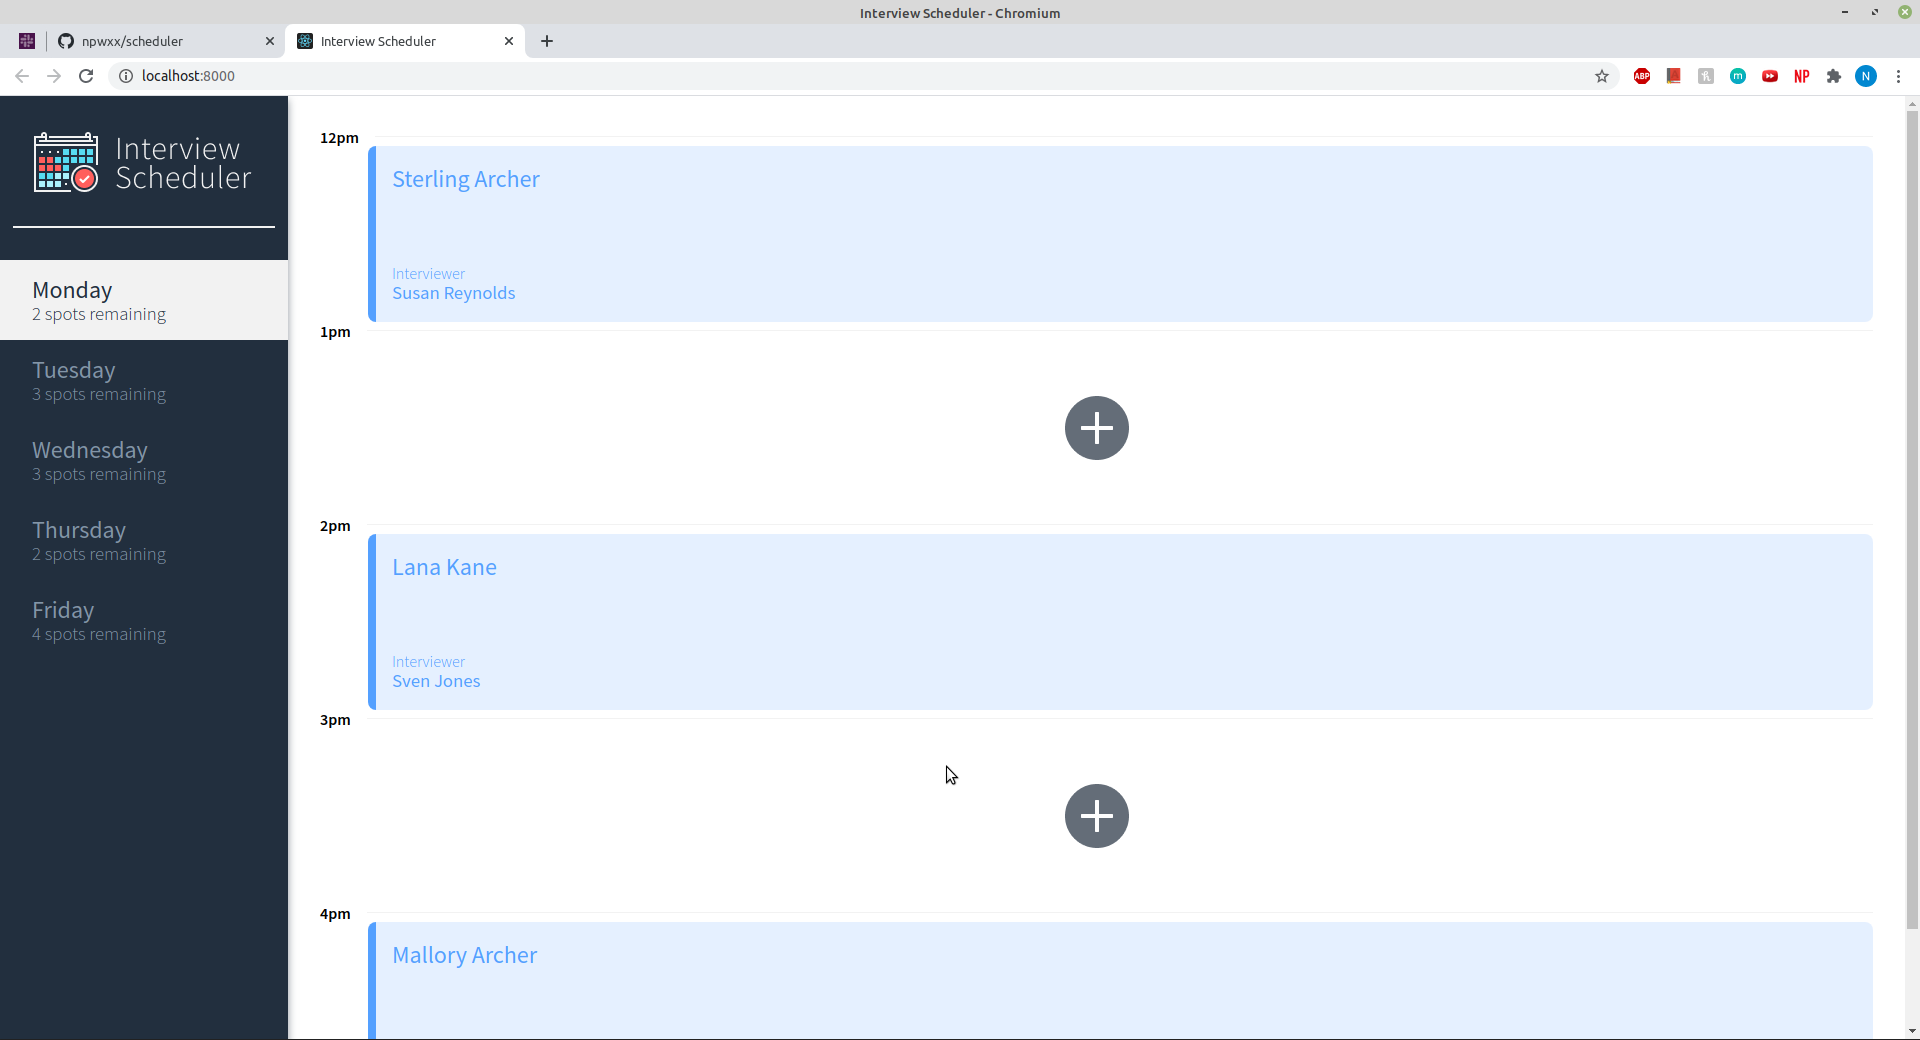 Interview Scheduler - Chromium
npwxx/scheduler
Interview Scheduler
localhost:8000
ABP
m
NP
N
Interview
Scheduler
Monday
2 spots remaining
Tuesday
3 spots remaining
Wednesday
3 spots remaining
Thursday
2 spots remaining
Friday
4 spots remaining
12pm
Sterling Archer
Interviewer
Susan Reynolds
1pm
2pm
Lana Kane
Interviewer
Sven Jones
3pm
4pm
Mallory Archer